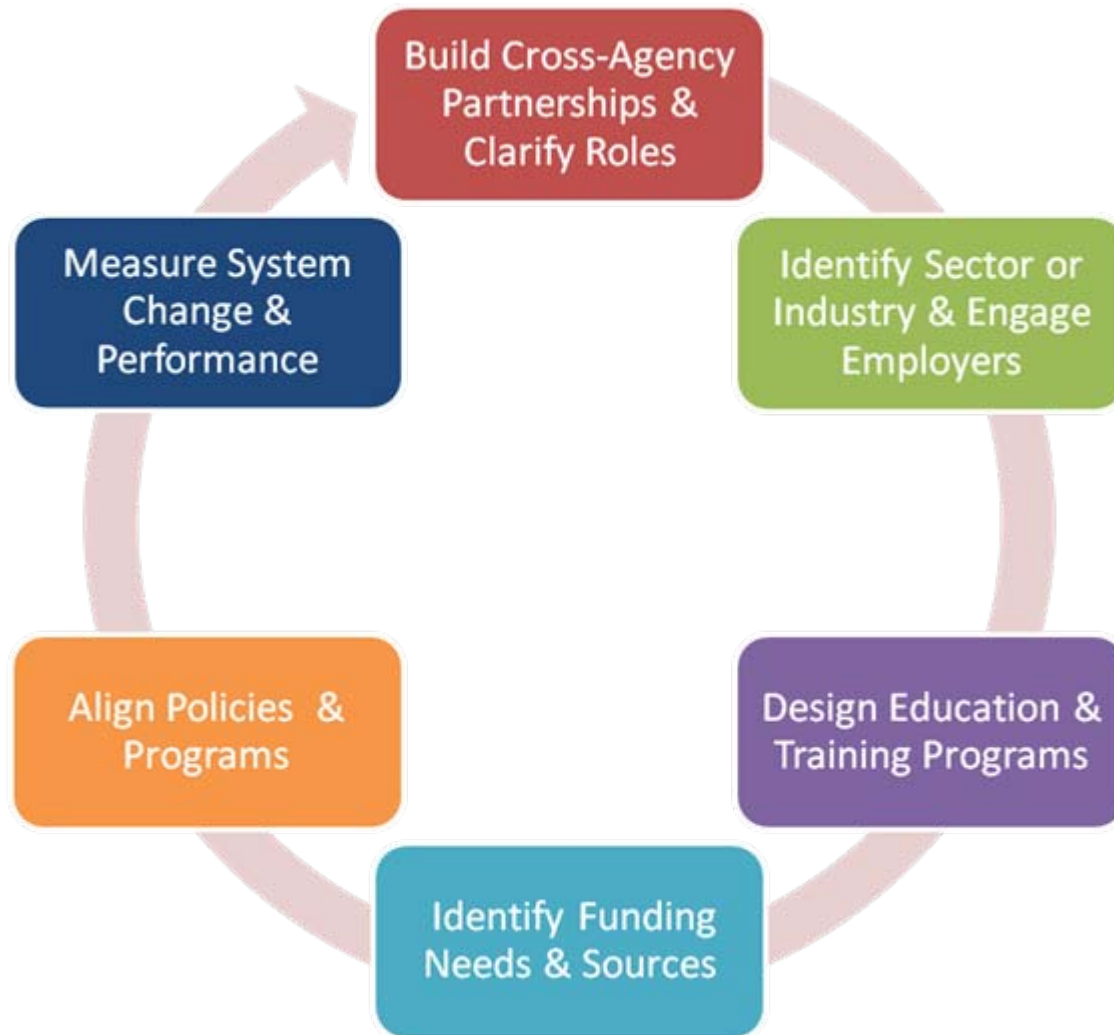 Build Cross-Agency
Partnerships &
Clarify Roles
Identify Sector or
Industry & Engage
Employers
Design Education &
Training Programs
Identify Funding
Needs & Sources
Align Policies &
Programs
Measure System
Change &
Performance